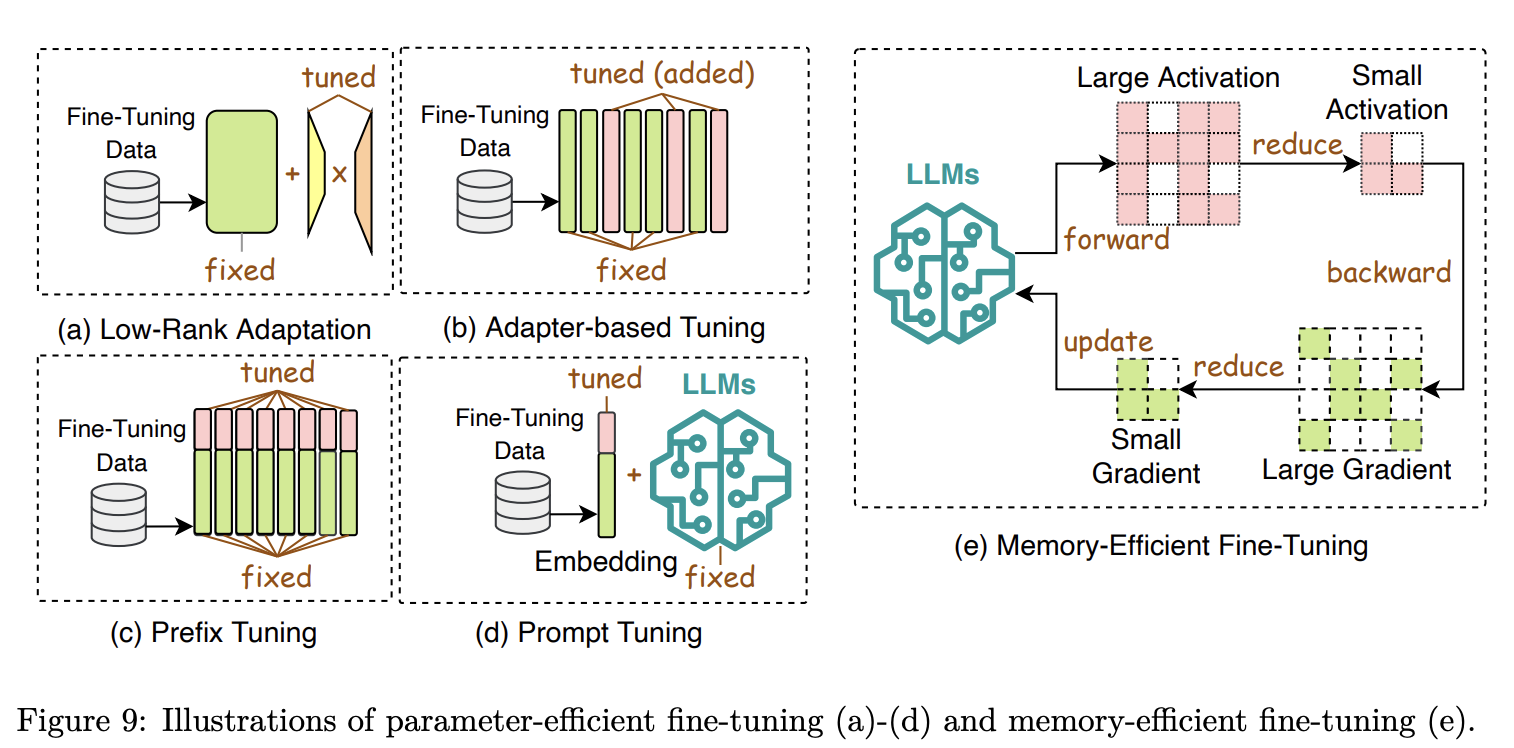 tuned
Fine-Tuning
Data
+
x
fixed
(a) Low-Rank Adaptation
tuned (added)
Fine-Tuning
Data
fixed
(b) Adapter-based Tuning
tuned
Fine-Tuning
Data
fixed
(c) Prefix Tuning
tuned
LLMs
Fine-Tuning
Data
+
Embedding
fixed
(d) Prompt Tuning
Large Activation
Small
Activation
reduce
LLMs
forward
backward
update
reduce
Small
Gradient
Large Gradient
(e) Memory-Efficient Fine-Tuning
Figure 9: Illustrations of parameter-efficient fine-tuning (a)-(d) and memory-efficient fine-tuning (e).